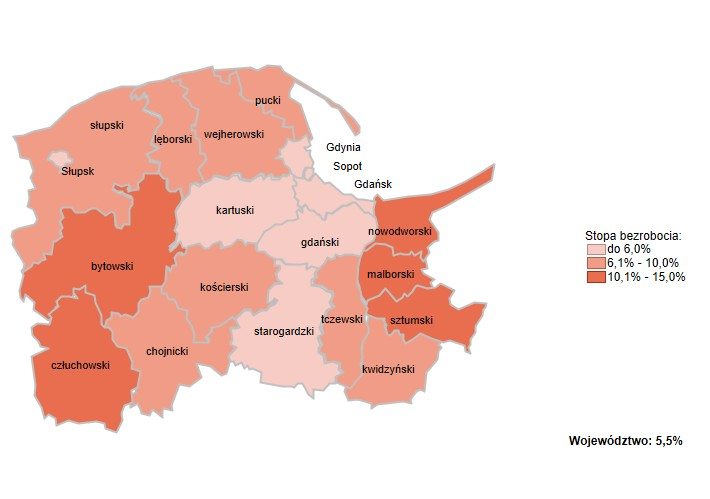 pucki
słupski
lęborski
wejherowski
Gdynia
Sopot
Słupsk
Gdańsk
kartuski
nowodworski
gdański
Stopa bezrobocia:
do 6,0%
6,1% - 10,0%
10,1% - 15,0%
bytowski
malborski
kościerski
tczewski
sztumski
starogardzki
chojnicki
człuchowski
kwidzyński
Województwo: 5,5%